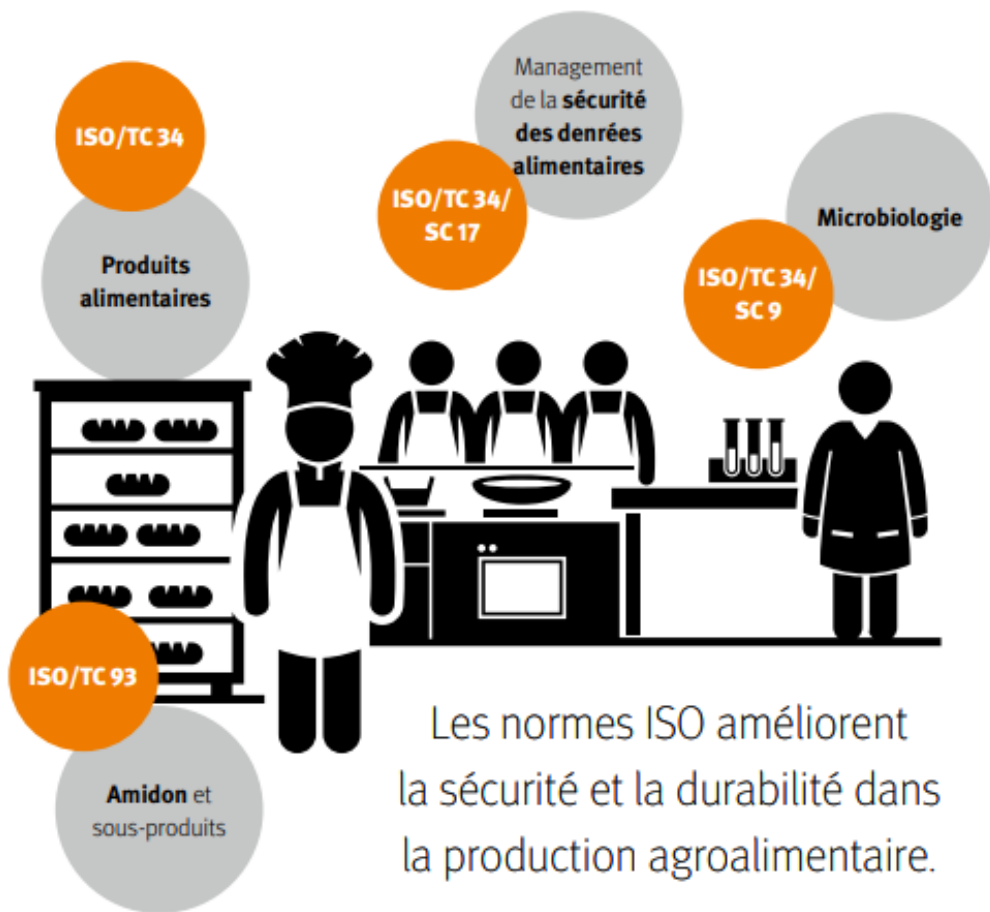 ISO/TC 34
Produits
alimentaires
Management
de la sécurité
des denrées
alimentaires
ISO/TC 34/
SC 17
Microbiologie
ISO/TC 34/
SC 9
ISO/TC 93
Amidon et
sous-produits
Les normes ISO améliorent
la sécurité et la durabilité dans
la production agroalimentaire.